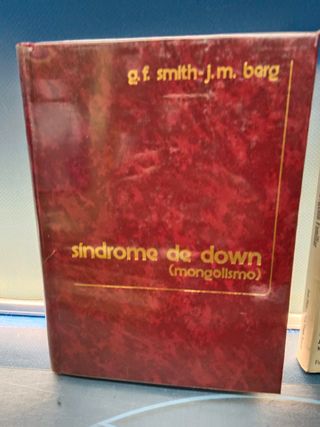 g.f. smith-j.m. berg
síndrome de down
(mongolismo)